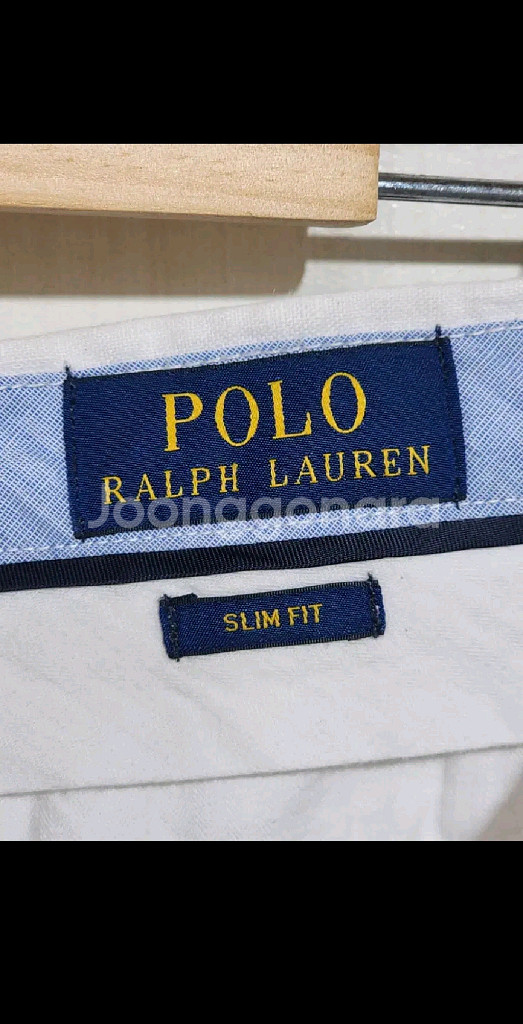 POLO
RALPH LAUREN
Joonggonara
SLIM FIT